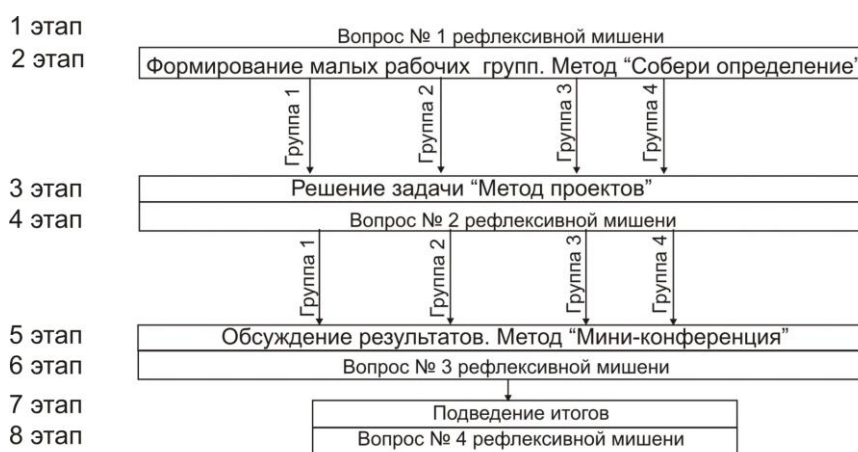 1 этап
Вопрос № 1 рефлексивной мишени
2 этап
Формирование малых рабочих групп. Метод “Собери определение”
Группа 1
Группа 2
Группа 3
Группа 4
3 этап
Решение задачи “Метод проектов”
4 этап
Вопрос № 2 рефлексивной мишени
Группа 1
Группа 2
Группа 3
Группа 4
5 этап
Обсуждение результатов. Метод “Мини-конференция”
6 этап
Вопрос № 3 рефлексивной мишени
7 этап
Подведение итогов
8 этап
Вопрос № 4 рефлексивной мишени